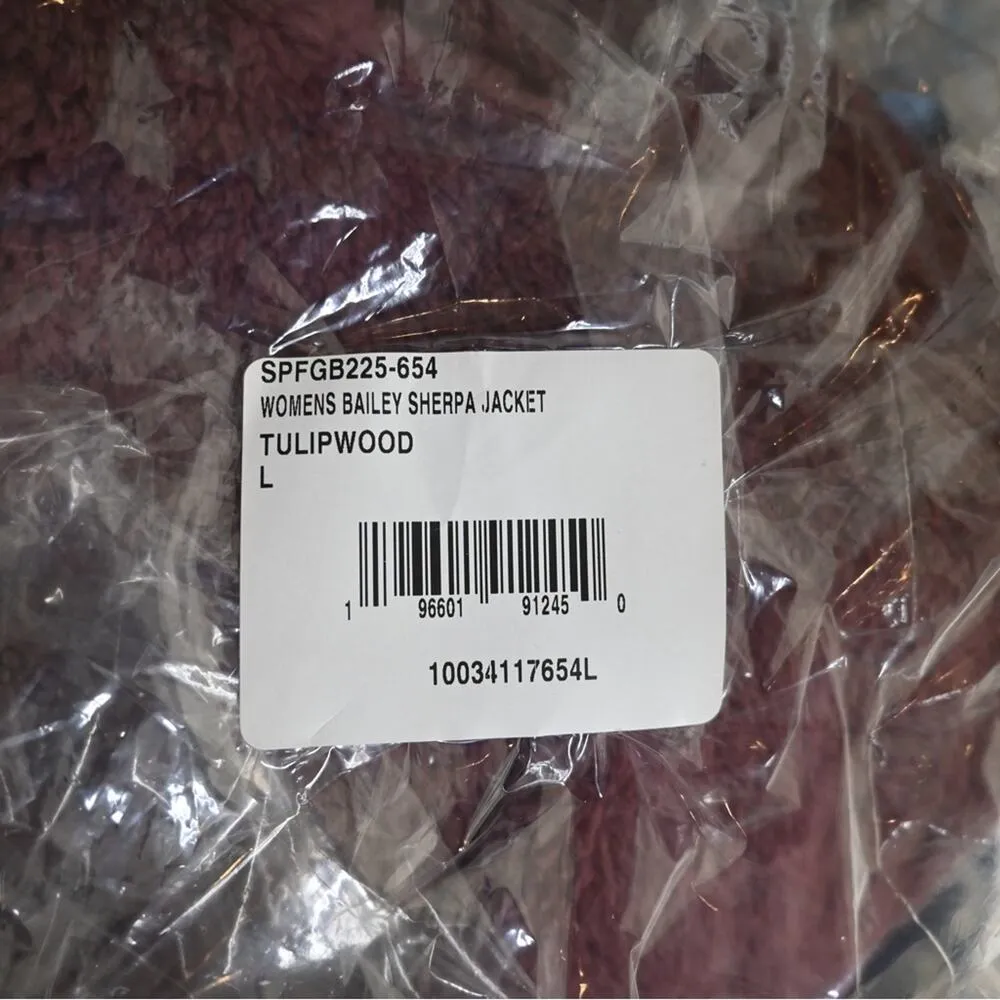 SPFGB225-654
WOMENS BAILEY SHERPA JACKET
TULIPWOOD
L
1 96601 91245 0
10034117654L